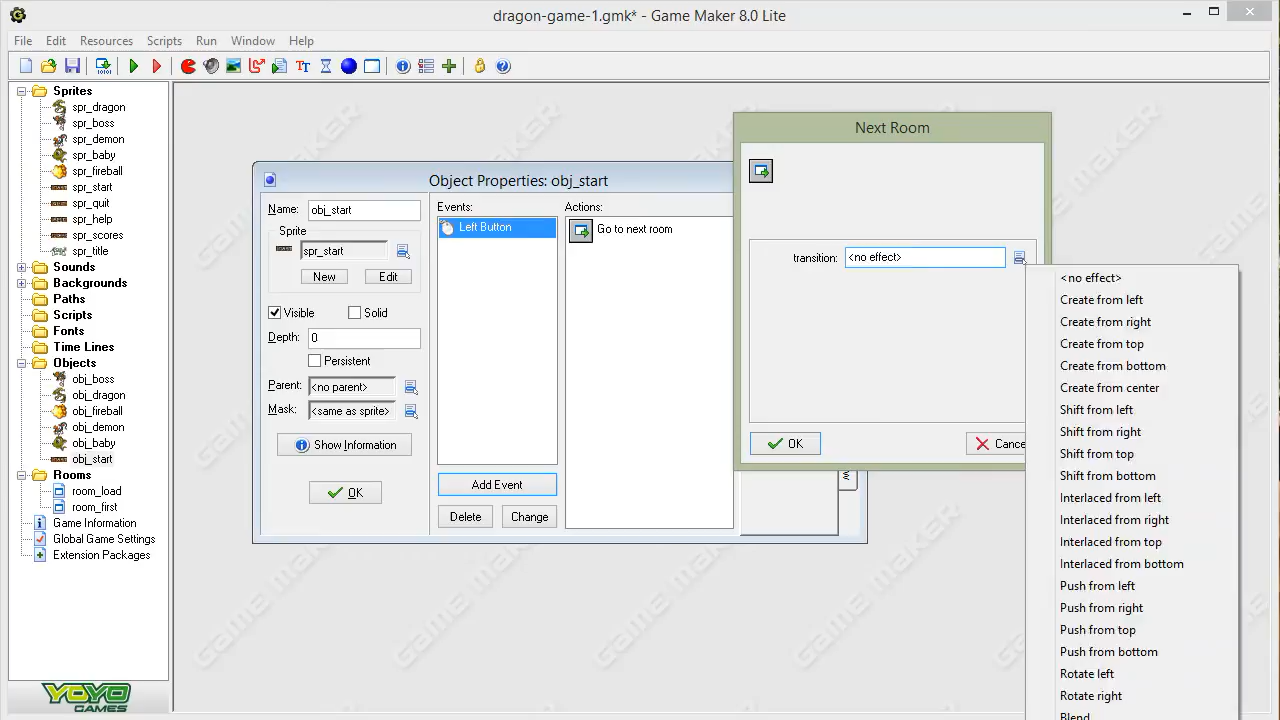 dragon-game-1.gmk* - Game Maker 8.0 Lite
File Edit Resources Scripts Run Window Help
Sprites
spr_dragon
spr_boss
spr_demon
spr_baby
spr_fireball
spr_start
spr_quit
spr_help
spr_scores
spr_title
Sounds
Backgrounds
Paths
Scripts
Fonts
Time Lines
Objects
obj_boss
obj_dragon
obj_fireball
obj_demon
obj_baby
obj_start
Rooms
room_load
room_first
Game Information
Global Game Settings
Extension Packages
YOYO
GAMES
Object Properties: obj_start
Name: obj_start
Sprite
spr_start
New Edit
Visible Solid
Depth: 0
Persistent
Parent: <no parent>
Mask: <same as sprite>
Show Information
OK
Events:
Left Button
Add Event
Delete Change
Actions:
Go to next room
Next Room
transition: <no effect>
OK Cance
<no effect>
Create from left
Create from right
Create from top
Create from bottom
Create from center
Shift from left
Shift from right
Shift from top
Shift from bottom
Interlaced from left
Interlaced from right
Interlaced from top
Interlaced from bottom
Push from left
Push from right
Push from top
Push from bottom
Rotate left
Rotate right
Blend
GAME MAKER